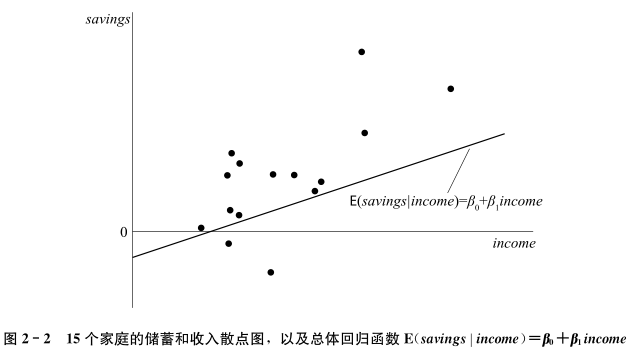 savings
E(savings|income)=β₀+β₁income
0
income
图 2-2 15 个家庭的储蓄和收入散点图，以及总体回归函数 E(savings | income)=β₀+β₁income